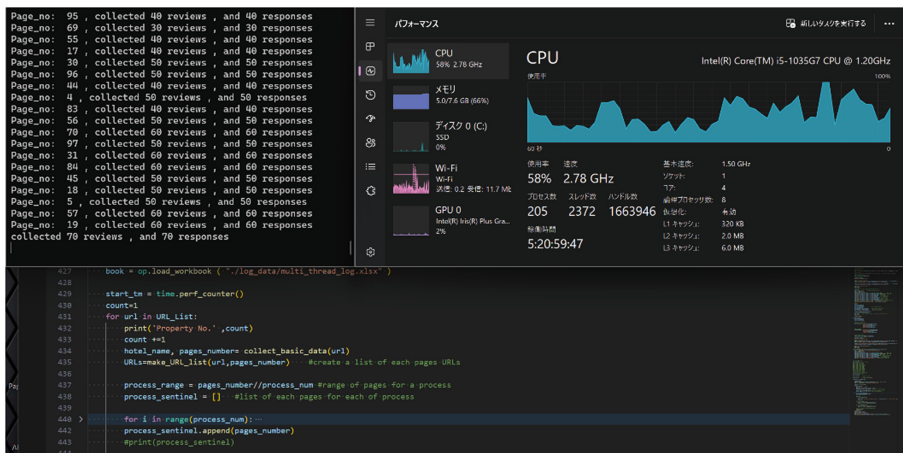 Page_no:  95 , collected 40 reviews , and 40 responses
Page_no:  69 , collected 30 reviews , and 30 responses
Page_no:  55 , collected 40 reviews , and 40 responses
Page_no:  17 , collected 40 reviews , and 40 responses
Page_no:  30 , collected 50 reviews , and 50 responses
Page_no:  96 , collected 50 reviews , and 50 responses
Page_no:  44 , collected 40 reviews , and 40 responses
Page_no:  4 , collected 50 reviews , and 50 responses
Page_no:  83 , collected 40 reviews , and 40 responses
Page_no:  56 , collected 50 reviews , and 50 responses
Page_no:  70 , collected 60 reviews , and 60 responses
Page_no:  97 , collected 50 reviews , and 50 responses
Page_no:  31 , collected 60 reviews , and 60 responses
Page_no:  84 , collected 60 reviews , and 60 responses
Page_no:  45 , collected 50 reviews , and 50 responses
Page_no:  18 , collected 50 reviews , and 50 responses
Page_no:  5 , collected 50 reviews , and 50 responses
Page_no:  57 , collected 60 reviews , and 60 responses
Page_no:  19 , collected 60 reviews , and 60 responses
collected 70 reviews , and 70 responses
パフォーマンス
新しいタスクを実行する
CPU
58% 2.78 GHz
メモリ
5.0/7.6 GB (66%)
ディスク 0 (C:)
SSD
0%
Wi-Fi
Wi-Fi
送信: 0.2 受信: 11.7 Mb
GPU 0
Intel(R) Iris(R) Plus Gra...
2%
CPU
Intel(R) Core(TM) i5-1035G7 CPU @ 1.20GHz
使用率
100%
60 秒
0
使用率
速度
58%
2.78 GHz
プロセス数
スレッド数
ハンドル数
205
2372
1663946
稼働時間
5:20:59:47
基本速度:
1.50 GHz
ソケット:
1
コア:
4
論理プロセッサ数:
8
仮想化:
有効
L1 キャッシュ:
320 KB
L2 キャッシュ:
2.0 MB
L3 キャッシュ:
6.0 MB
427 book = op.load_workbook ( "./log_data/multi_thread_log.xlsx" )
428
429 start_tm = time.perf_counter()
430 count=1
431 for url in URL_List:
432 print('Property No.' ,count)
433 count +=1
434 hotel_name, pages_number= collect_basic_data(url)
435 URLs=make_URL_list(url,pages_number) #create a list of each pages URLs
436
437 process_range = pages_number//process_num #range of pages for a process
438 process_sentinel = [] #list of each pages for each of process
439
440 for i in range(process_num):
442 process_sentinel.append(pages_number)
443 #print(process_sentinel)